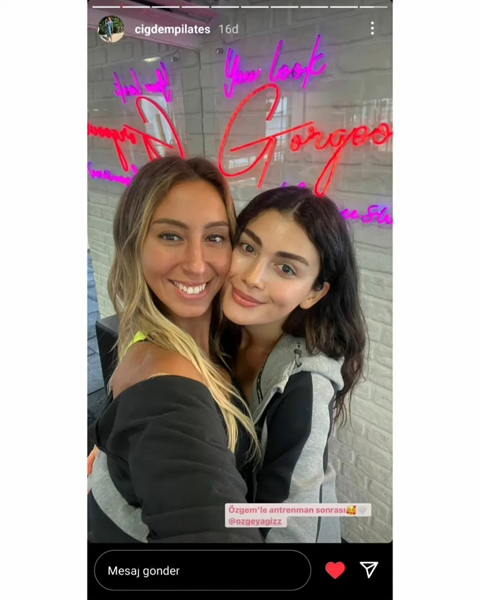 cigdempilates 16d
You look
Gorgeo
Özgem'le antrenman sonrası🥰🤍
@ozgeyagizz
Mesaj gonder